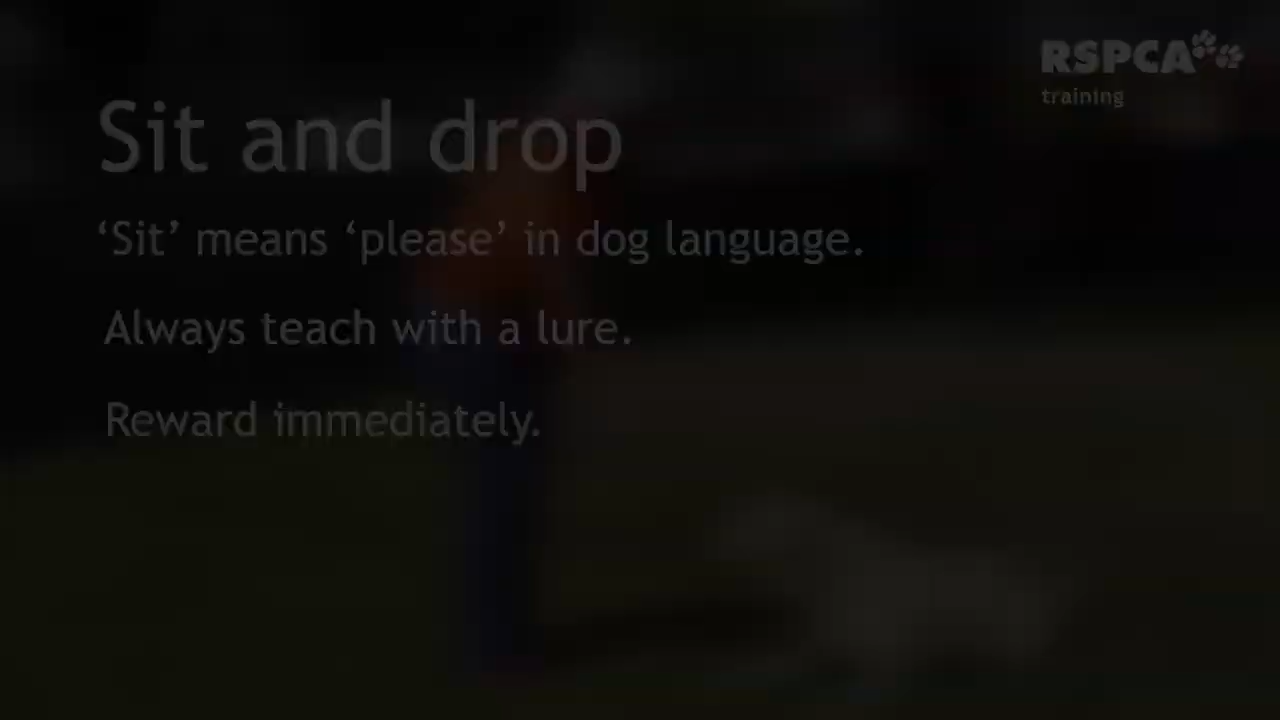 RSPCA
training
Sit and drop
‘Sit’ means ‘please’ in dog language.
Always teach with a lure.
Reward immediately.